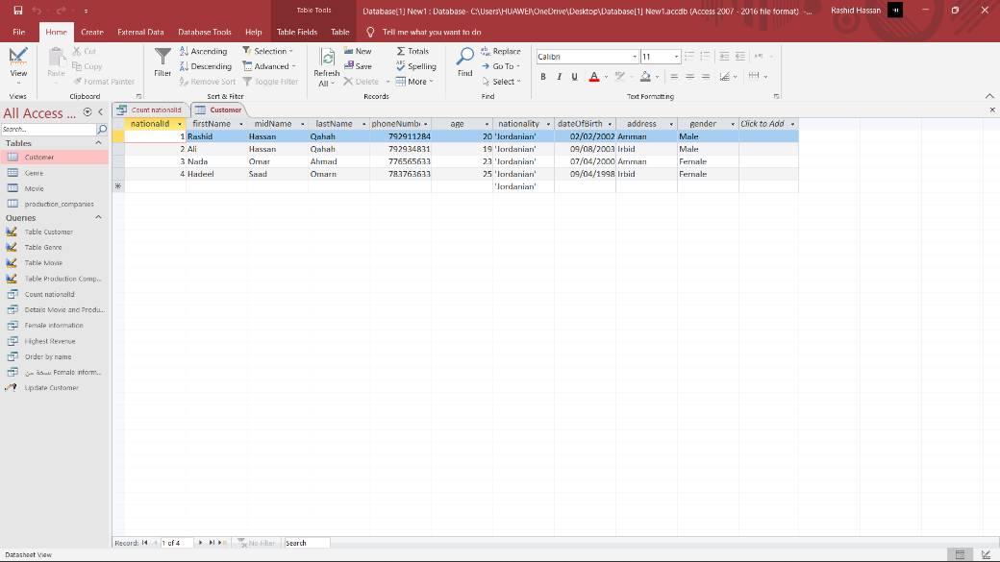 Table Tools
Database[1] New1 : Database- C:\Users\HUAWEI\OneDrive\Desktop\Database[1] New1.accdb (Access 2007 - 2016 file format) -...
Rashid Hassan
File Home Create External Data Database Tools Help Table Fields Table Tell me what you want to do
View
Views
Paste
Cut
Copy
Format Painter
Clipboard
Filter
Ascending
Descending
Remove Sort
Selection
Advanced
Toggle Filter
Sort & Filter
Refresh
All
New
Save
Delete
Totals
Spelling
More
Records
Find
Replace
Go To
Select
Find
Calibri 11
B I U A
Text Formatting
All Access ...
Search...
Tables
Customer
Genre
Movie
production_companies
Queries
Table Customer
Table Genre
Table Movie
Table Production Comp...
Count nationalId
Details Movie and Produ...
Female information
Highest Revenue
Order by name
نسخة من Female inform...
Update Customer
Count nationalId Customer
nationalId firstName midName lastName phoneNumb age nationality dateOfBirth address gender Click to Add
1 Rashid Hassan Qahah 792911284 20 'Jordanian' 02/02/2002 Amman Male
2 Ali Hassan Qahah 792934831 19 'Jordanian' 09/08/2003 Irbid Male
3 Nada Omar Ahmad 776565633 23 'Jordanian' 07/04/2000 Amman Female
4 Hadeel Saad Omarn 783763633 25 'Jordanian' 09/04/1998 Irbid Female
'Jordanian'
Record: 1 of 4 No Filter Search
Datasheet View